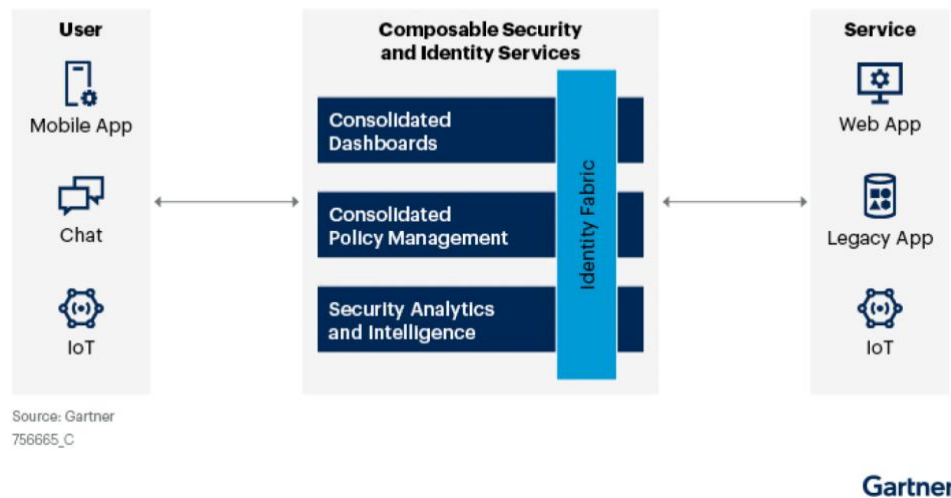 User
Mobile App
Chat
IoT
Composable Security
and Identity Services
Consolidated
Dashboards
Consolidated
Policy Management
Security Analytics
and Intelligence
Identity Fabric
Service
Web App
Legacy App
IoT
Source: Gartner
756665_C
Gartner